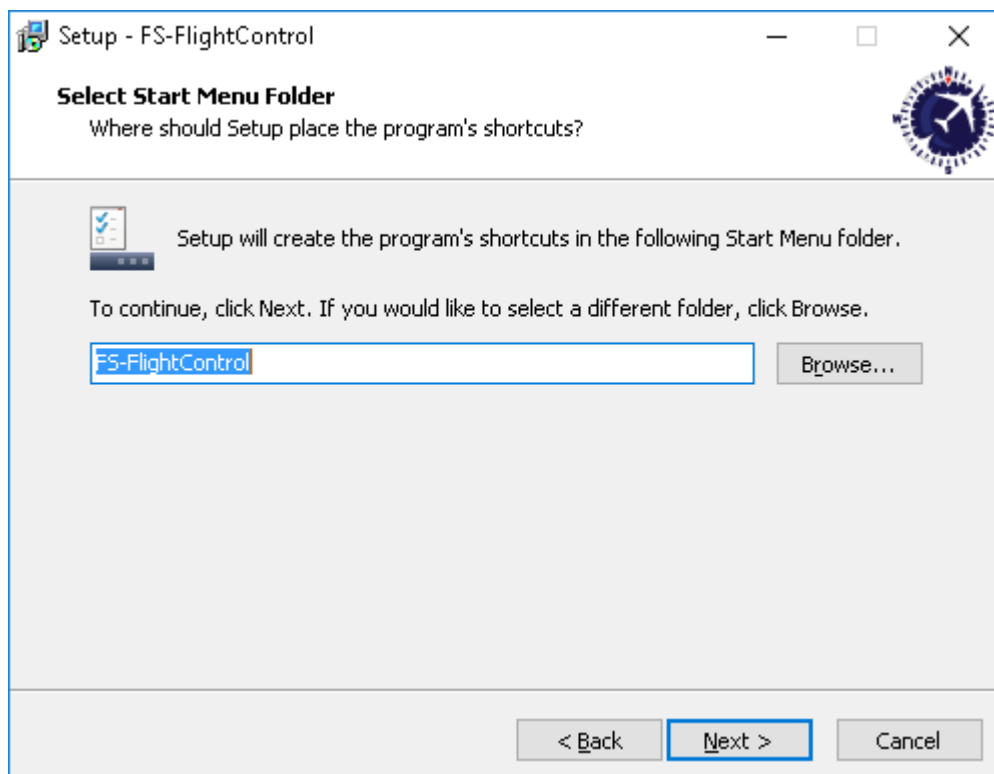 Setup - FS-FlightControl
Select Start Menu Folder
Where should Setup place the program's shortcuts?
N
W
S
Setup will create the program's shortcuts in the following Start Menu folder.
To continue, click Next. If you would like to select a different folder, click Browse.
FS-FlightControl
Browse...
< Back
Next >
Cancel